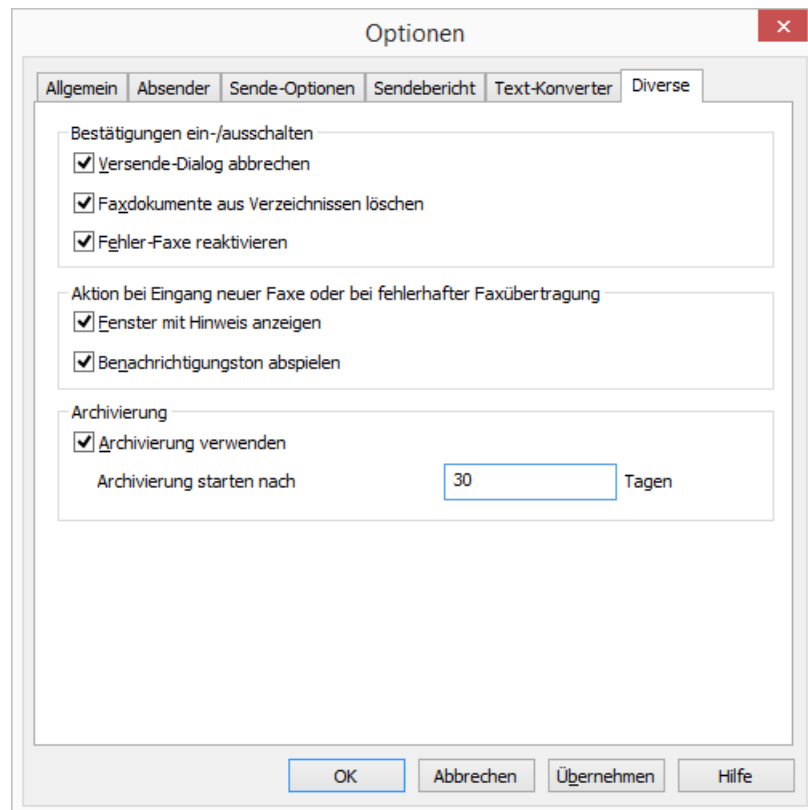 Optionen
Allgemein Absender Sende-Optionen Sendebericht Text-Konverter Diverse
Bestätigungen ein-/ausschalten
Versende-Dialog abbrechen
Faxdokumente aus Verzeichnissen löschen
Fehler-Faxe reaktivieren
Aktion bei Eingang neuer Faxe oder bei fehlerhafter Faxübertragung
Fenster mit Hinweis anzeigen
Benachrichtigungston abspielen
Archivierung
Archivierung verwenden
Archivierung starten nach 30 Tagen
OK Abbrechen Übernehmen Hilfe